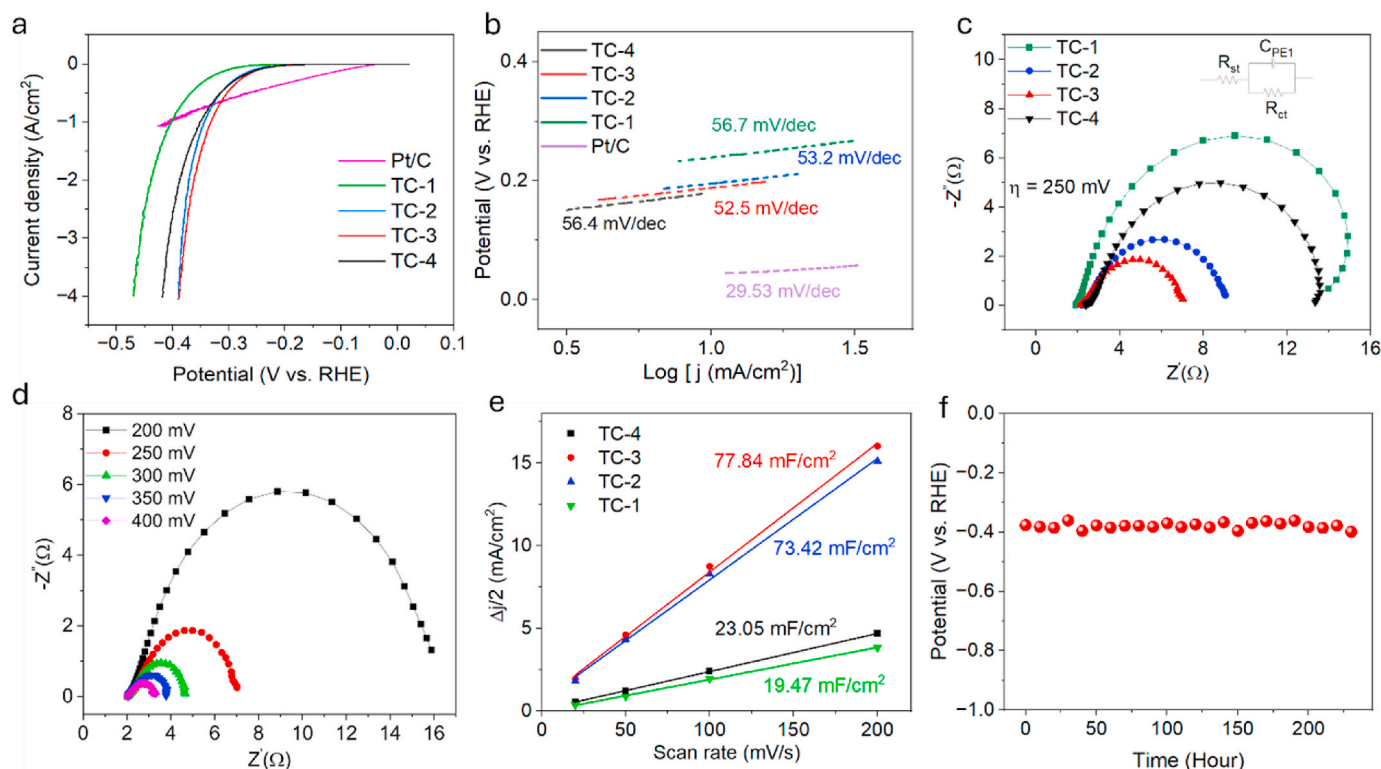 a
Current density (A/cm²)
0
−1
−2
−3
−4
−0.5
−0.4
−0.3
−0.2
−0.1
0.0
0.1
Potential (V vs. RHE)
Pt/C
TC-1
TC-2
TC-3
TC-4
b
Potential (V vs. RHE)
0.4
0.2
0.0
0.5
1.0
1.5
Log [ j (mA/cm²)]
TC-4
TC-3
TC-2
TC-1
Pt/C
56.7 mV/dec
53.2 mV/dec
52.5 mV/dec
56.4 mV/dec
29.53 mV/dec
c
-Z"(Ω)
10
8
6
4
2
0
0
4
8
12
16
Z'(Ω)
TC-1
TC-2
TC-3
TC-4
η = 250 mV
C_PE1
R_st
R_ct
d
-Z"(Ω)
8
6
4
2
0
0
2
4
6
8
10
12
14
16
Z'(Ω)
200 mV
250 mV
300 mV
350 mV
400 mV
e
Δj/2 (mA/cm²)
15
10
5
0
0
50
100
150
200
Scan rate (mV/s)
TC-4
TC-3
TC-2
TC-1
77.84 mF/cm²
73.42 mF/cm²
23.05 mF/cm²
19.47 mF/cm²
f
Potential (V vs. RHE)
0.0
−0.2
−0.4
−0.6
−0.8
−1.0
0
50
100
150
200
Time (Hour)